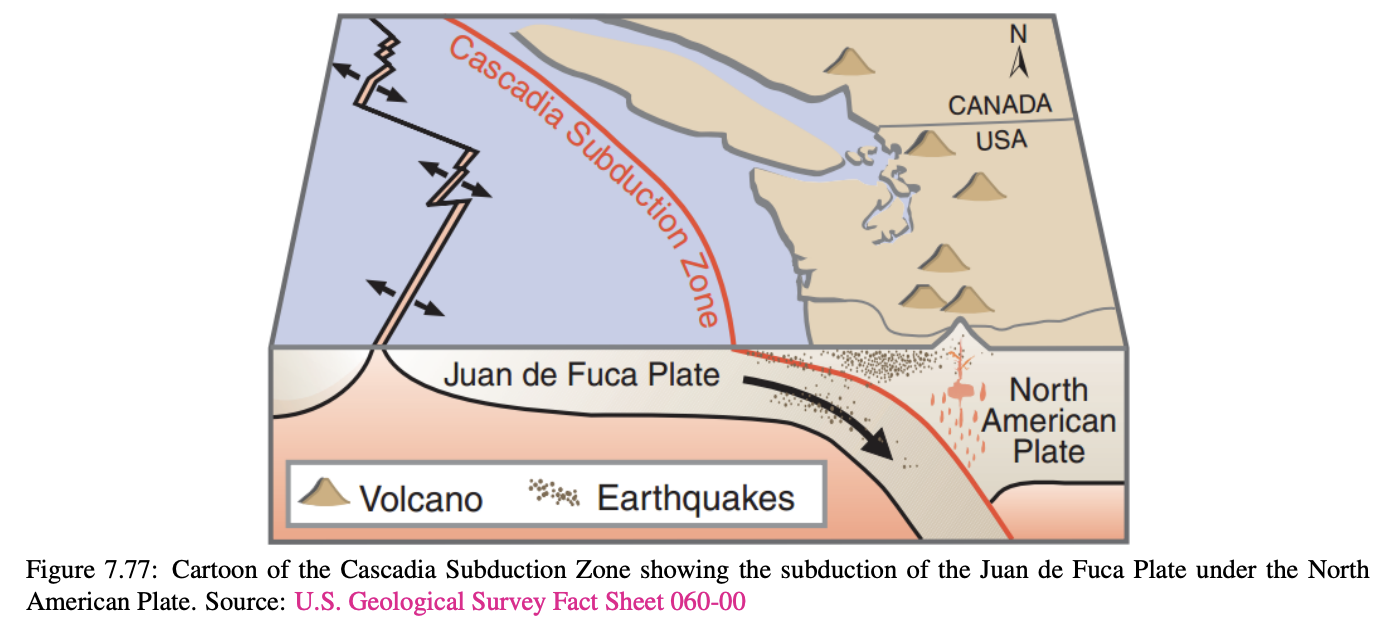 N
CANADA
USA
Cascadia Subduction Zone
Juan de Fuca Plate
North
American
Plate
Volcano
Earthquakes
Figure 7.77: Cartoon of the Cascadia Subduction Zone showing the subduction of the Juan de Fuca Plate under the North
American Plate. Source: U.S. Geological Survey Fact Sheet 060-00